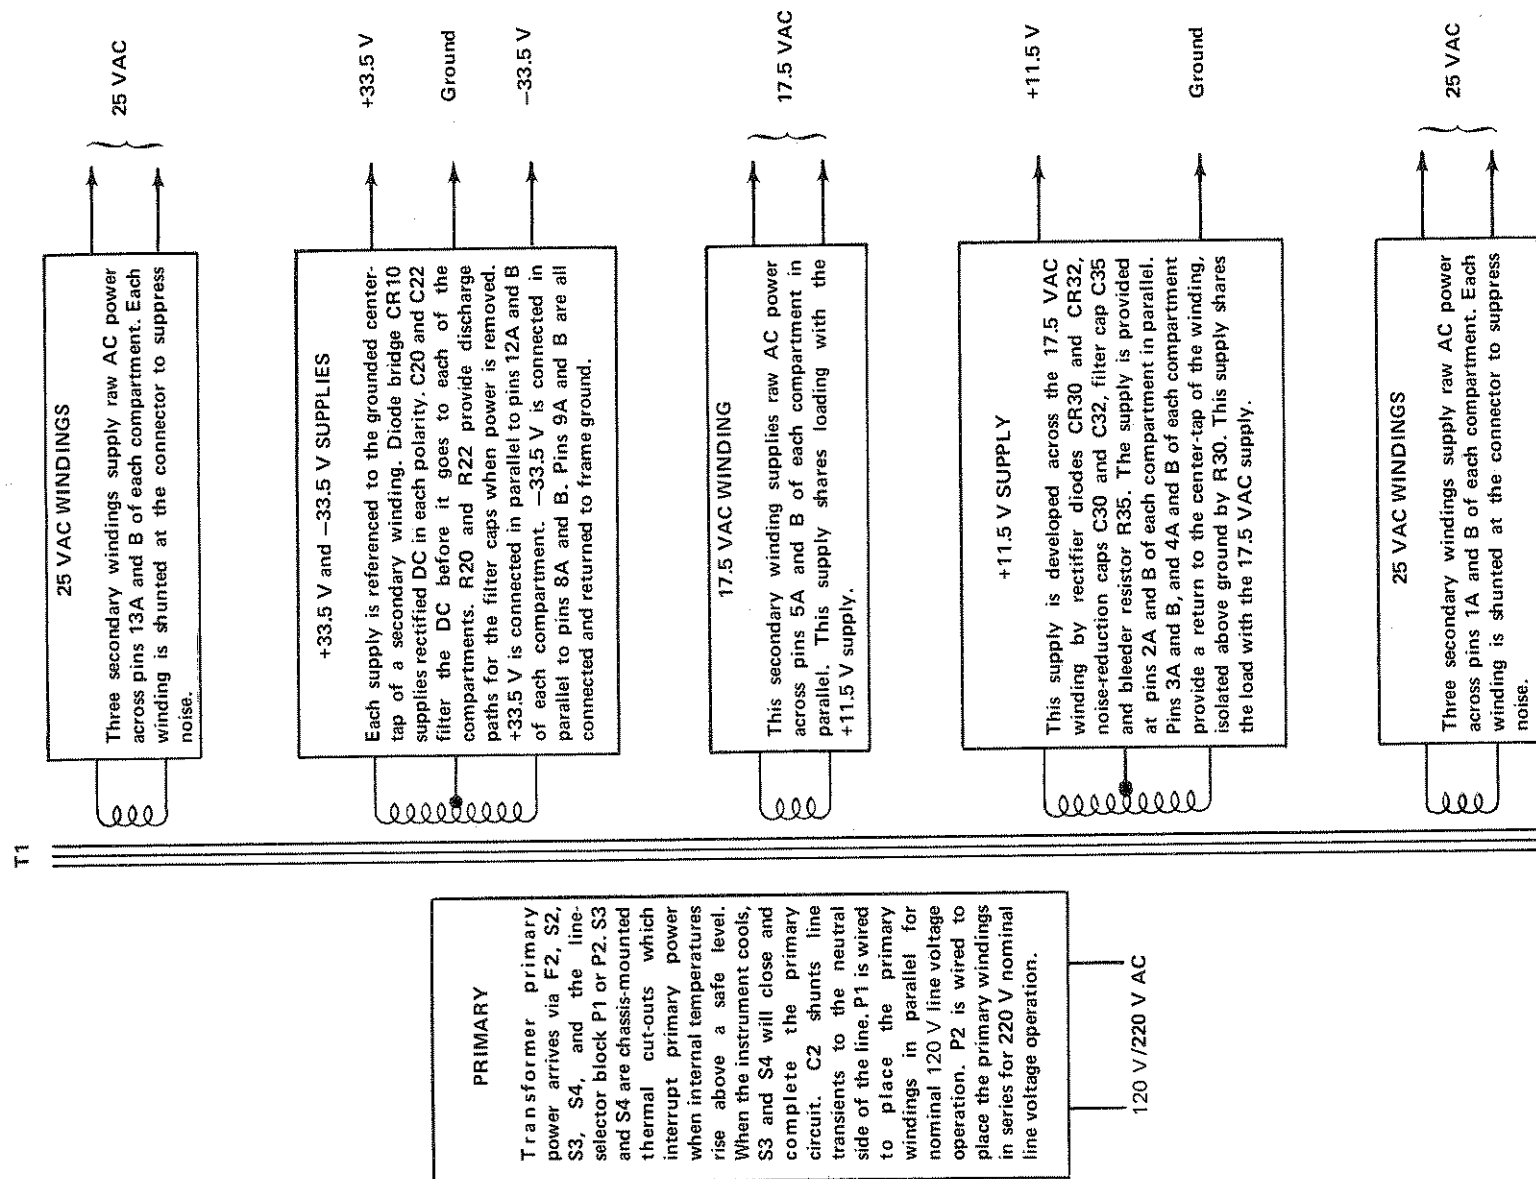 T1
25 VAC WINDINGS
Three secondary windings supply raw AC power
across pins 13A and B of each compartment. Each
winding is shunted at the connector to suppress
noise.
25 VAC
+33.5 V and −33.5 V SUPPLIES
Each supply is referenced to the grounded center-
tap of a secondary winding. Diode bridge CR10
supplies rectified DC in each polarity. C20 and C22
filter the DC before it goes to each of the
compartments. R20 and R22 provide discharge
paths for the filter caps when power is removed.
+33.5 V is connected in parallel to pins 12A and B
of each compartment. −33.5 V is connected in
parallel to pins 8A and B. Pins 9A and B are all
connected and returned to frame ground.
+33.5 V
Ground
−33.5 V
PRIMARY
Transformer primary
power arrives via F2, S2,
S3, S4, and the line-
selector block P1 or P2. S3
and S4 are chassis-mounted
thermal cut-outs which
interrupt primary power
when internal temperatures
rise above a safe level.
When the instrument cools,
S3 and S4 will close and
complete the primary
circuit. C2 shunts line
transients to the neutral
side of the line. P1 is wired
to place the primary
windings in parallel for
nominal 120 V line voltage
operation. P2 is wired to
place the primary windings
in series for 220 V nominal
line voltage operation.
120 V/220 V AC
17.5 VAC WINDING
This secondary winding supplies raw AC power
across pins 5A and B of each compartment in
parallel. This supply shares loading with the
+11.5 V supply.
17.5 VAC
+11.5 V SUPPLY
This supply is developed across the 17.5 VAC
winding by rectifier diodes CR30 and CR32,
noise-reduction caps C30 and C32, filter cap C35
and bleeder resistor R35. The supply is provided
at pins 2A and B of each compartment in parallel.
Pins 3A and B, and 4A and B of each compartment
provide a return to the center-tap of the winding,
isolated above ground by R30. This supply shares
the load with the 17.5 VAC supply.
+11.5 V
Ground
25 VAC WINDINGS
Three secondary windings supply raw AC power
across pins 1A and B of each compartment. Each
winding is shunted at the connector to suppress
noise.
25 VAC